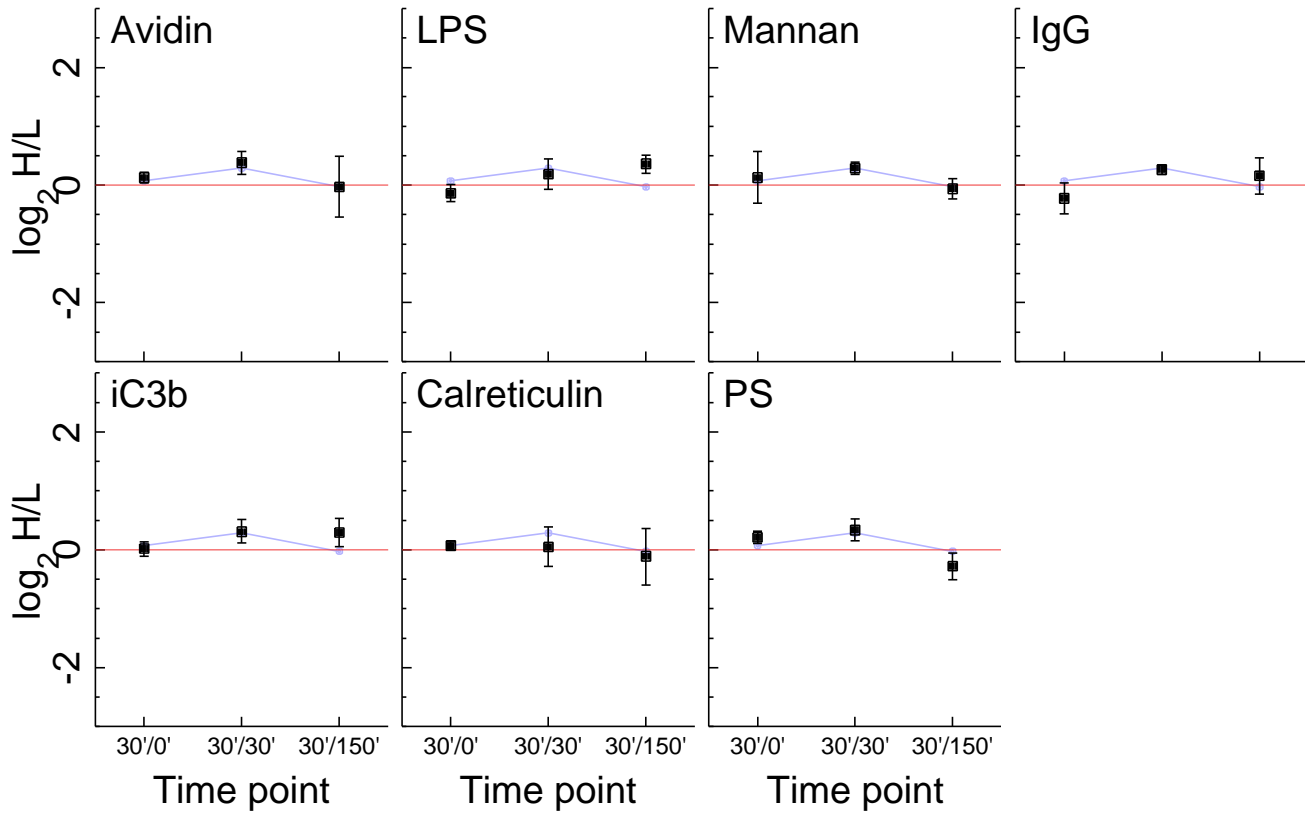 Avidin LPS Mannan IgG
2
0
-2
log2 H/L
iC3b Calreticulin PS
2
0
-2
log2 H/L
30'/0' 30'/30' 30'/150' 30'/0' 30'/30' 30'/150' 30'/0' 30'/30' 30'/150'
Time point Time point Time point